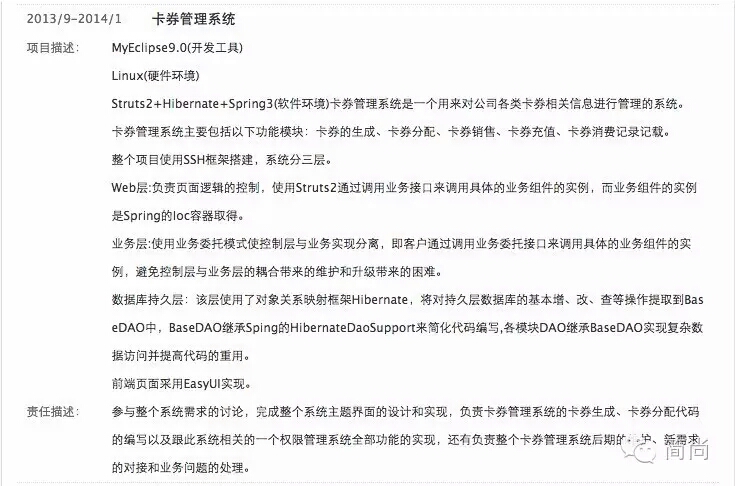 2013/9-2014/1 卡券管理系统
项目描述： MyEclipse9.0(开发工具)
Linux(硬件环境)
Struts2+Hibernate+Spring3(软件环境)卡券管理系统是一个用来对公司各类卡券相关信息进行管理的系统。
卡券管理系统主要包括以下功能模块：卡券的生成、卡券分配、卡券销售、卡券充值、卡券消费记录记载。
整个项目使用SSH框架搭建，系统分三层。
Web层:负责页面逻辑的控制，使用Struts2通过调用业务接口来调用具体的业务组件的实例，而业务组件的实例
是Spring的Ioc容器取得。
业务层:使用业务委托模式使控制层与业务实现分离，即客户通过调用业务委托接口来调用具体的业务组件的实
例，避免控制层与业务层的耦合带来的维护和升级带来的困难。
数据库持久层：该层使用了对象关系映射框架Hibernate，将对持久层数据库的基本增、改、查等操作提取到Bas
eDAO中，BaseDAO继承Sping的HibernateDaoSupport来简化代码编写,各模块DAO继承BaseDAO实现复杂数
据访问并提高代码的重用。
前端页面采用EasyUI实现。
责任描述： 参与整个系统需求的讨论，完成整个系统主题界面的设计和实现，负责卡券管理系统的卡券生成、卡券分配代码
的编写以及跟此系统相关的一个权限管理系统全部功能的实现，还有负责整个卡券管理系统后期的护、新需求
的对接和业务问题的处理。
简尚